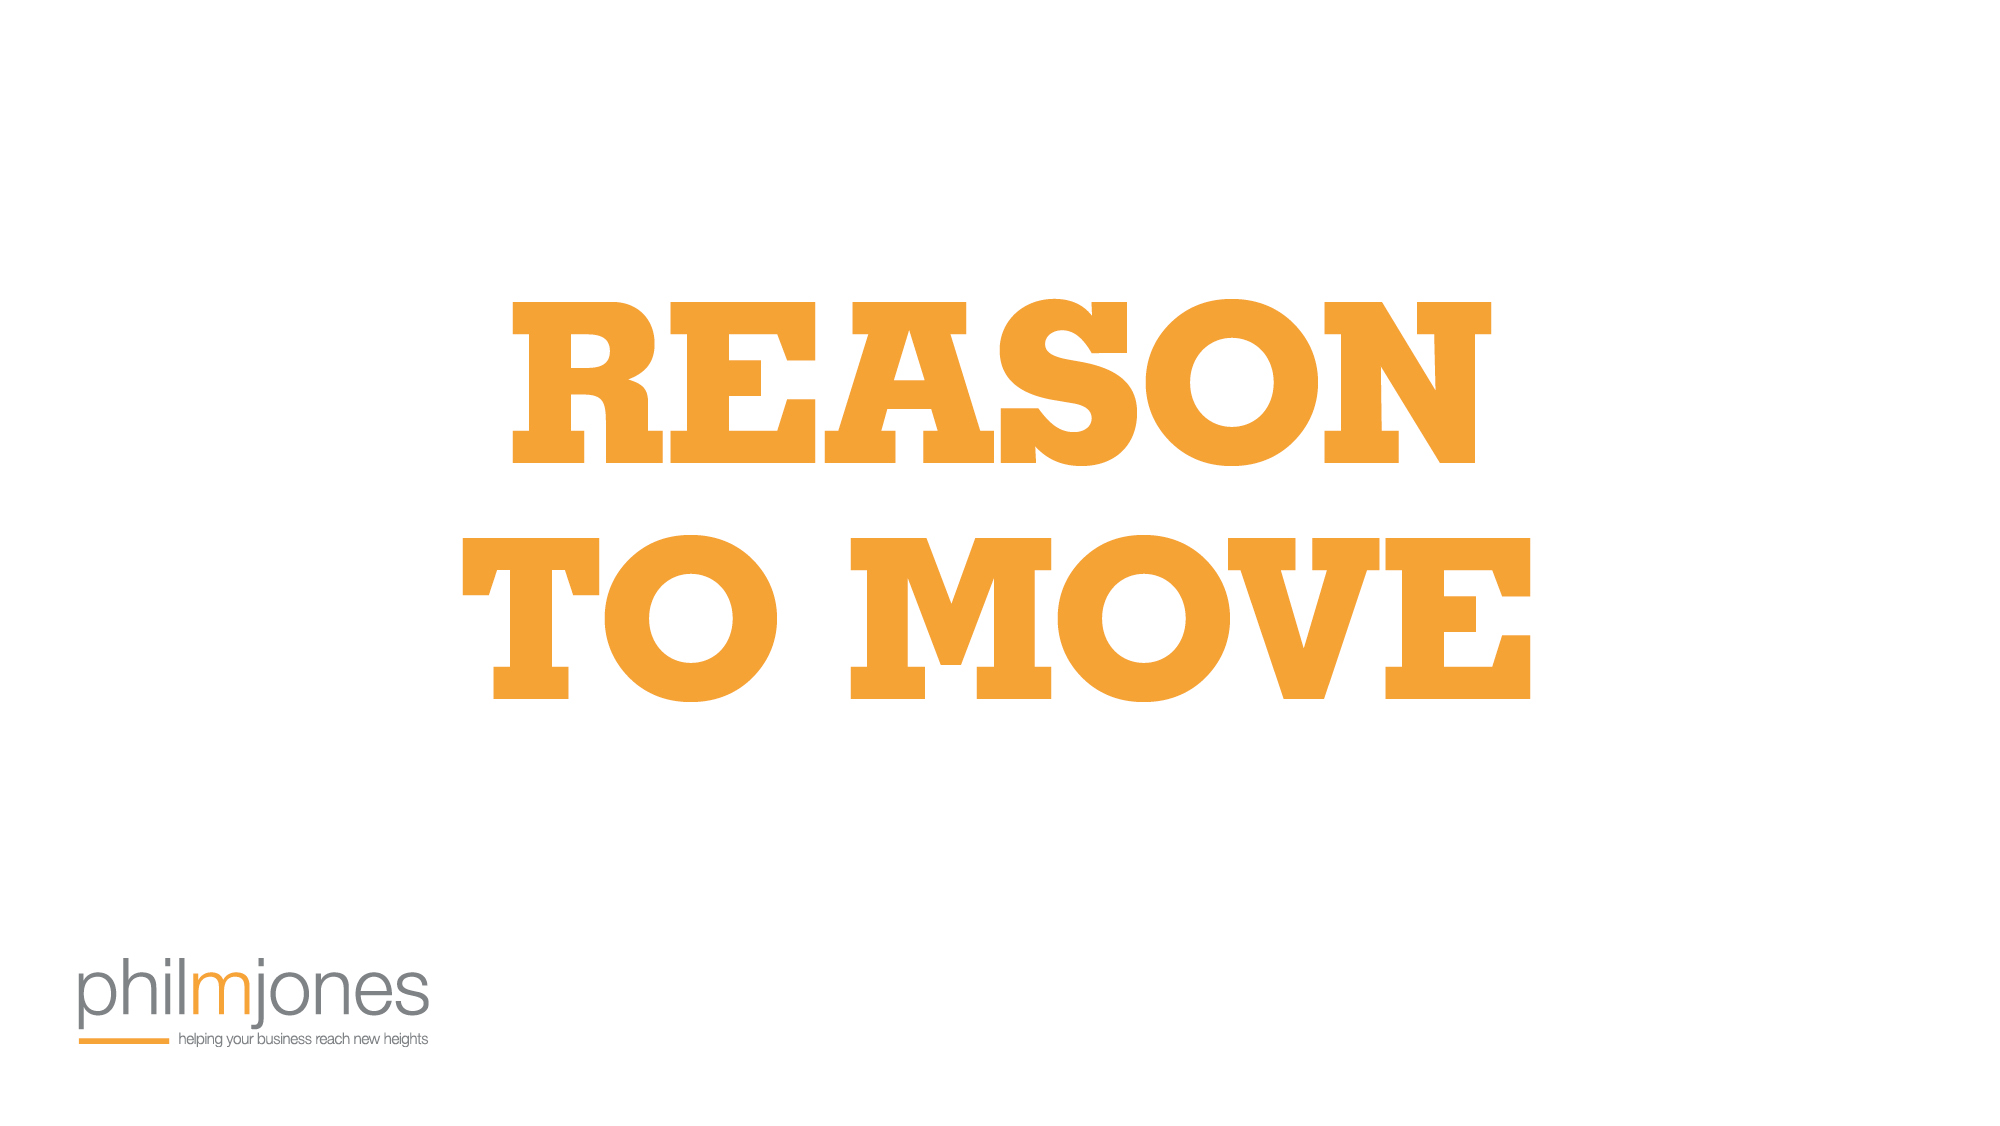 REASON
TO MOVE
philmjones
helping your business reach new heights